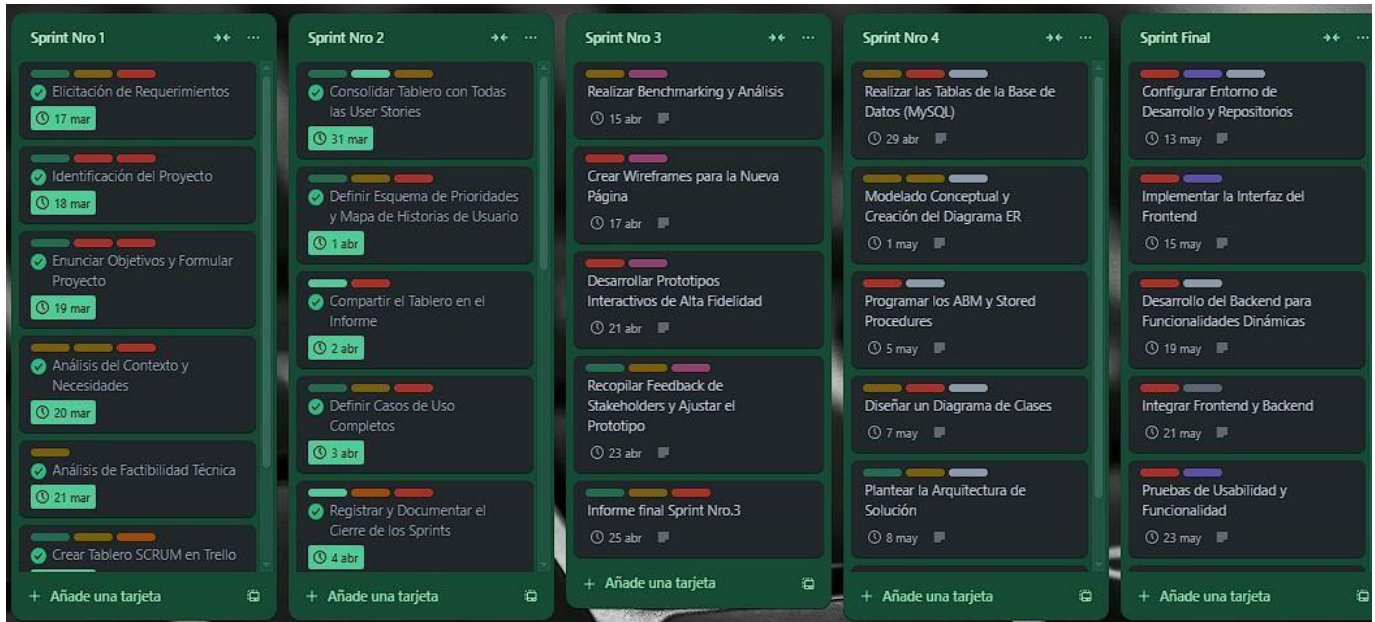 Sprint Nro 1
Elicitación de Requerimientos
17 mar
Identificación del Proyecto
18 mar
Enunciar Objetivos y Formular
Proyecto
19 mar
Análisis del Contexto y
Necesidades
20 mar
Análisis de Factibilidad Técnica
21 mar
Crear Tablero SCRUM en Trello
+ Añade una tarjeta
Sprint Nro 2
Consolidar Tablero con Todas
las User Stories
31 mar
Definir Esquema de Prioridades
y Mapa de Historias de Usuario
1 abr
Compartir el Tablero en el
Informe
2 abr
Definir Casos de Uso
Completos
3 abr
Registrar y Documentar el
Cierre de los Sprints
4 abr
+ Añade una tarjeta
Sprint Nro 3
Realizar Benchmarking y Análisis
15 abr
Crear Wireframes para la Nueva
Página
17 abr
Desarrollar Prototipos
Interactivos de Alta Fidelidad
21 abr
Recopilar Feedback de
Stakeholders y Ajustar el
Prototipo
23 abr
Informe final Sprint Nro.3
25 abr
+ Añade una tarjeta
Sprint Nro 4
Realizar las Tablas de la Base de
Datos (MySQL)
29 abr
Modelado Conceptual y
Creación del Diagrama ER
1 may
Programar los ABM y Stored
Procedures
5 may
Diseñar un Diagrama de Clases
7 may
Plantear la Arquitectura de
Solución
8 may
+ Añade una tarjeta
Sprint Final
Configurar Entorno de
Desarrollo y Repositorios
13 may
Implementar la Interfaz del
Frontend
15 may
Desarrollo del Backend para
Funcionalidades Dinámicas
19 may
Integrar Frontend y Backend
21 may
Pruebas de Usabilidad y
Funcionalidad
23 may
+ Añade una tarjeta